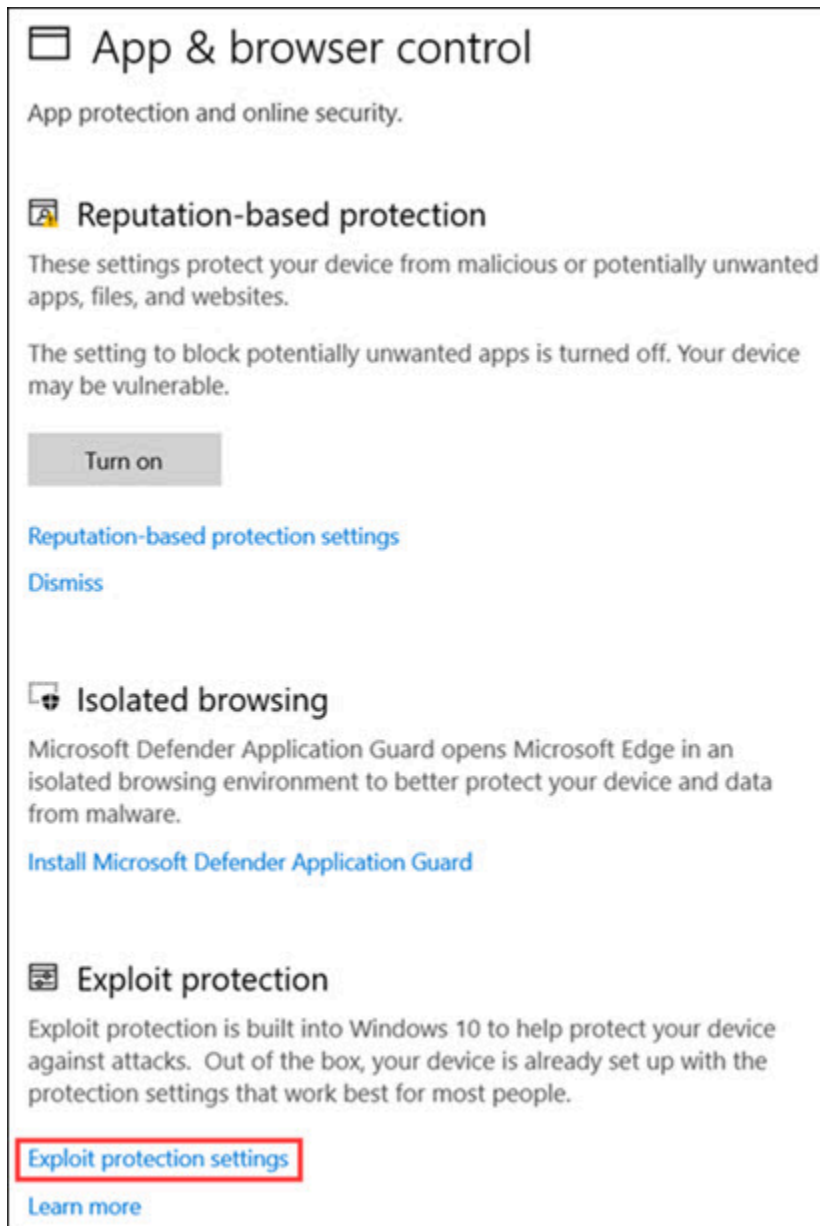 App & browser control
App protection and online security.
Reputation-based protection
These settings protect your device from malicious or potentially unwanted
apps, files, and websites.
The setting to block potentially unwanted apps is turned off. Your device
may be vulnerable.
Turn on
Reputation-based protection settings
Dismiss
Isolated browsing
Microsoft Defender Application Guard opens Microsoft Edge in an
isolated browsing environment to better protect your device and data
from malware.
Install Microsoft Defender Application Guard
Exploit protection
Exploit protection is built into Windows 10 to help protect your device
against attacks.  Out of the box, your device is already set up with the
protection settings that work best for most people.
Exploit protection settings
Learn more